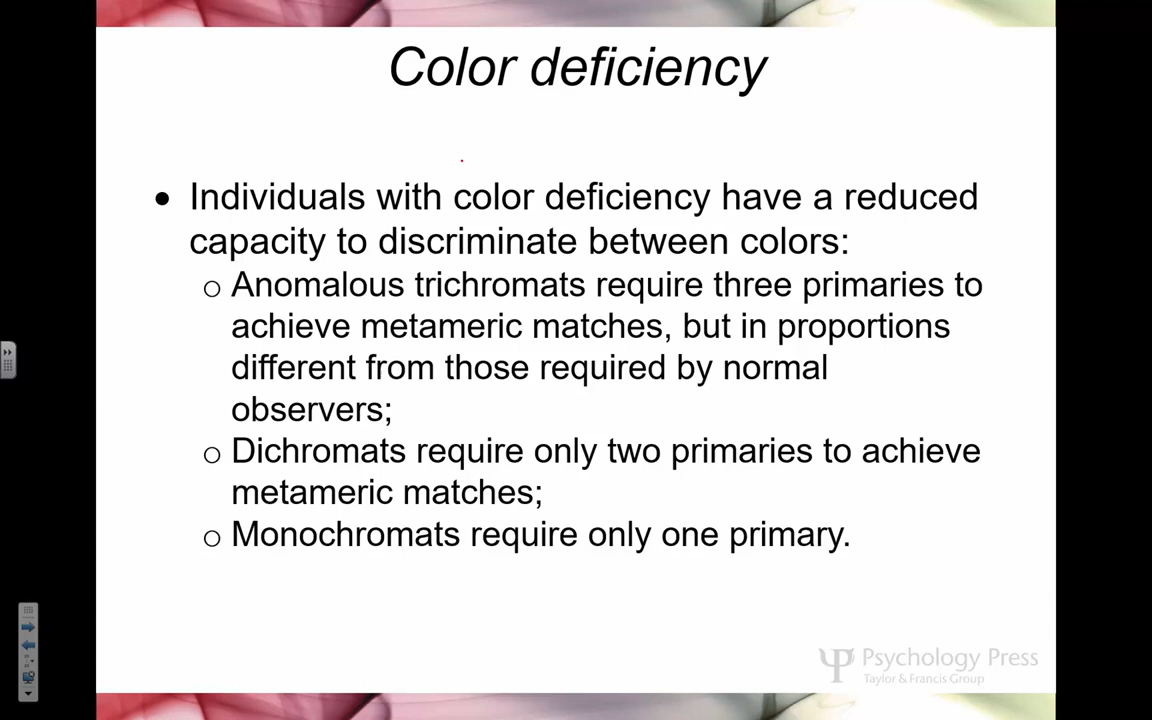 Color deficiency
• Individuals with color deficiency have a reduced
capacity to discriminate between colors:
o Anomalous trichromats require three primaries to
achieve metameric matches, but in proportions
different from those required by normal
observers;
o Dichromats require only two primaries to achieve
metameric matches;
o Monochromats require only one primary.
Psychology Press
Taylor & Francis Group